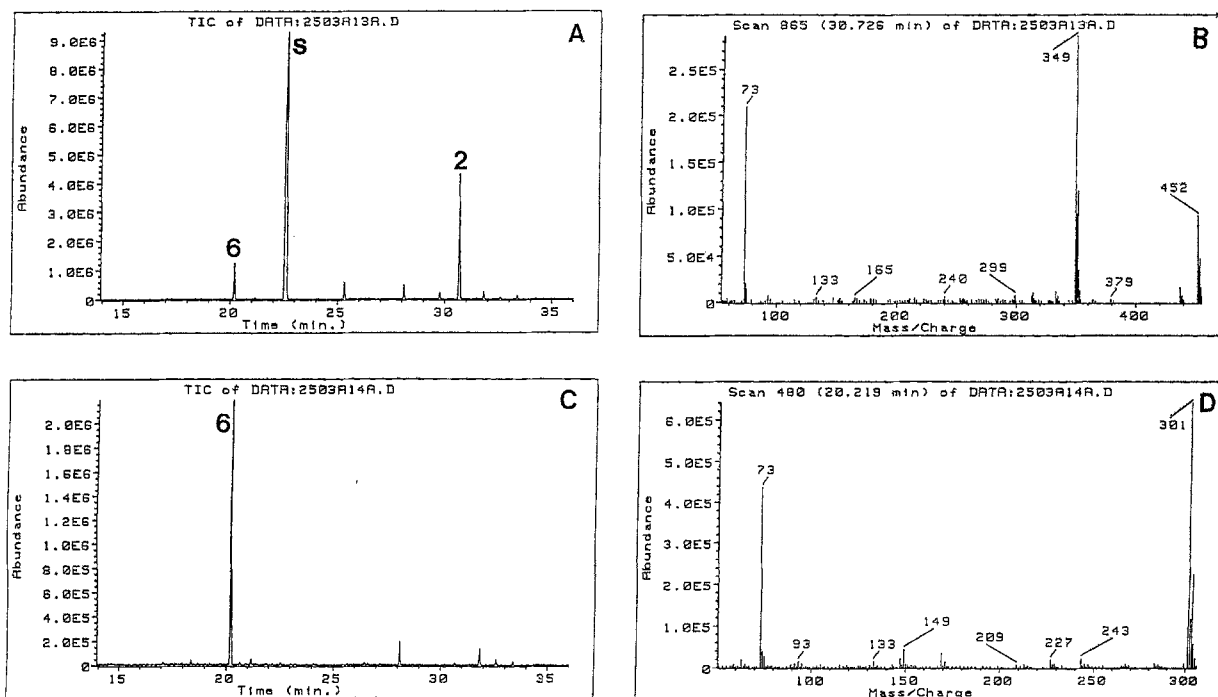 TIC of DATA:2503A13A.D
A
9.0E6
8.0E6
7.0E6
6.0E6
5.0E6
4.0E6
3.0E6
2.0E6
1.0E6
0
Abundance
S
2
6
20
25
30
35
Time (min.)
Scan 865 (30.726 min) of DATA:2503A13A.D
B
2.5E5
2.0E5
1.5E5
1.0E5
5.0E4
0
Abundance
349
73
452
133
165
240
299
379
100
200
300
400
Mass/Charge
TIC of DATA:2503A14A.D
C
2.0E6
1.8E6
1.6E6
1.4E6
1.2E6
1.0E6
8.0E5
6.0E5
4.0E5
2.0E5
0
Abundance
6
15
20
25
30
35
Time (min.)
Scan 480 (20.219 min) of DATA:2503A14A.D
D
6.0E5
5.0E5
4.0E5
3.0E5
2.0E5
1.0E5
0
Abundance
301
73
93
133
149
209
227
243
100
150
200
250
300
Mass/Charge